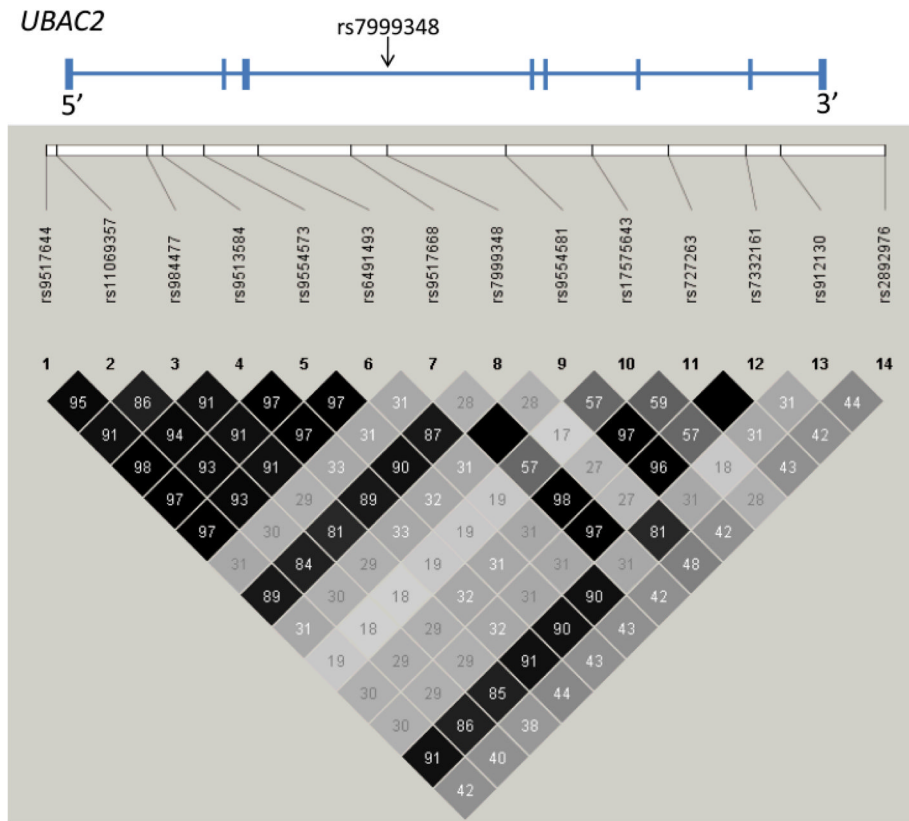 UBAC2
rs7999348
5’ 3’
rs9517644
rs11069357
rs984477
rs9513584
rs9554573
rs6491493
rs9517668
rs7999348
rs9554581
rs17575643
rs727263
rs7332161
rs912130
rs2892976
1 2 3 4 5 6 7 8 9 10 11 12 13 14
95 86 91 97 97 31 28 28 57 59 31 44
91 94 91 97 31 87 17 97 57 31 42
98 93 91 33 90 31 57 27 96 18 43
97 93 29 89 32 19 98 27 31 28
97 30 81 33 19 31 97 81 42
31 84 29 19 31 31 31 48
89 30 18 32 31 90 42
31 18 29 32 90 43
19 29 29 91 43
30 29 85 44
30 86 38
91 40
42